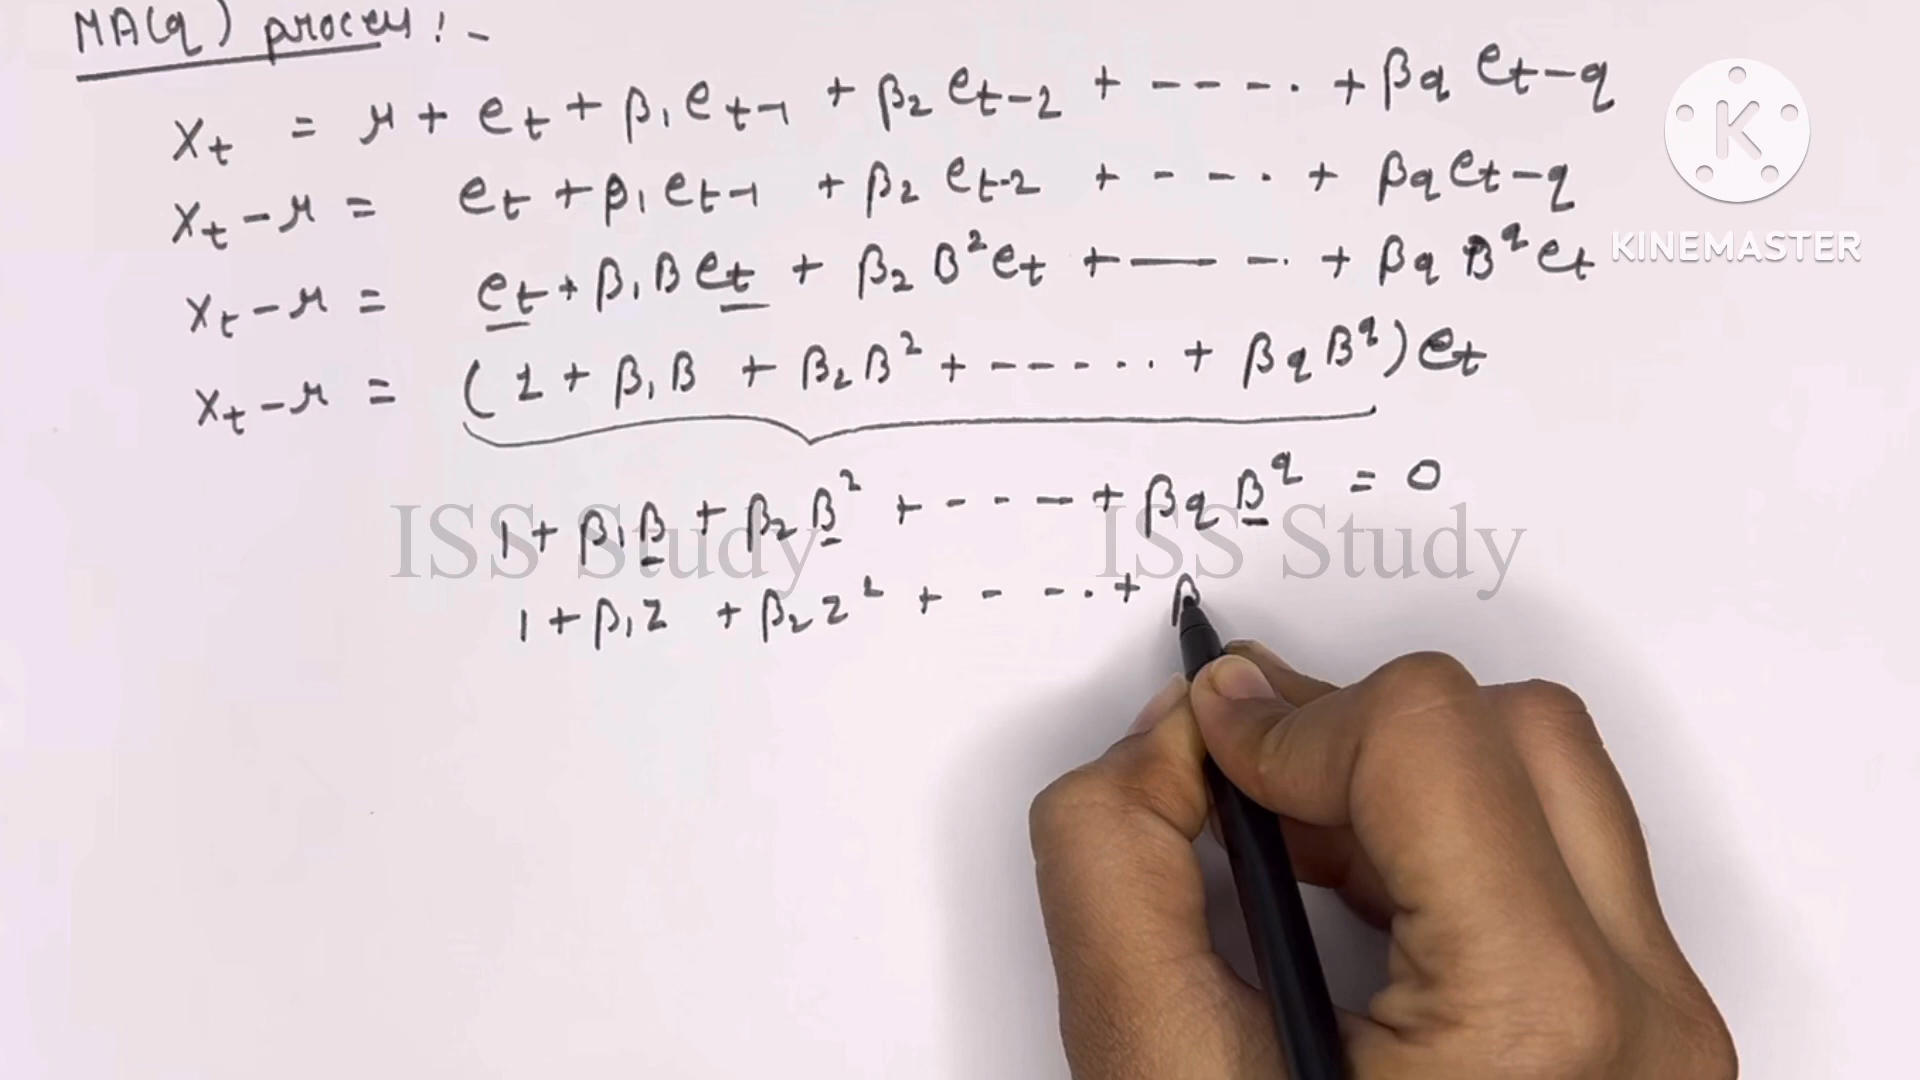 MA(q) process :-
Xt = μ + et + β1 et-1 + β2 et-2 + ----. + βq et-q
Xt - μ = et + β1 et-1 + β2 et-2 + --.+ βq et-q
Xt - μ = et + β1 B et + β2 B² et + — -. + βq B^q et
Xt - μ = (1 + β1 B + β2 B² + ----.. + βq B^q) et
1 + β1 B + β2 B² + --- + βq B^q = 0
1 + β1 z + β2 z² + - -. + β
K
KINEMASTER
ISS Study ISS Study